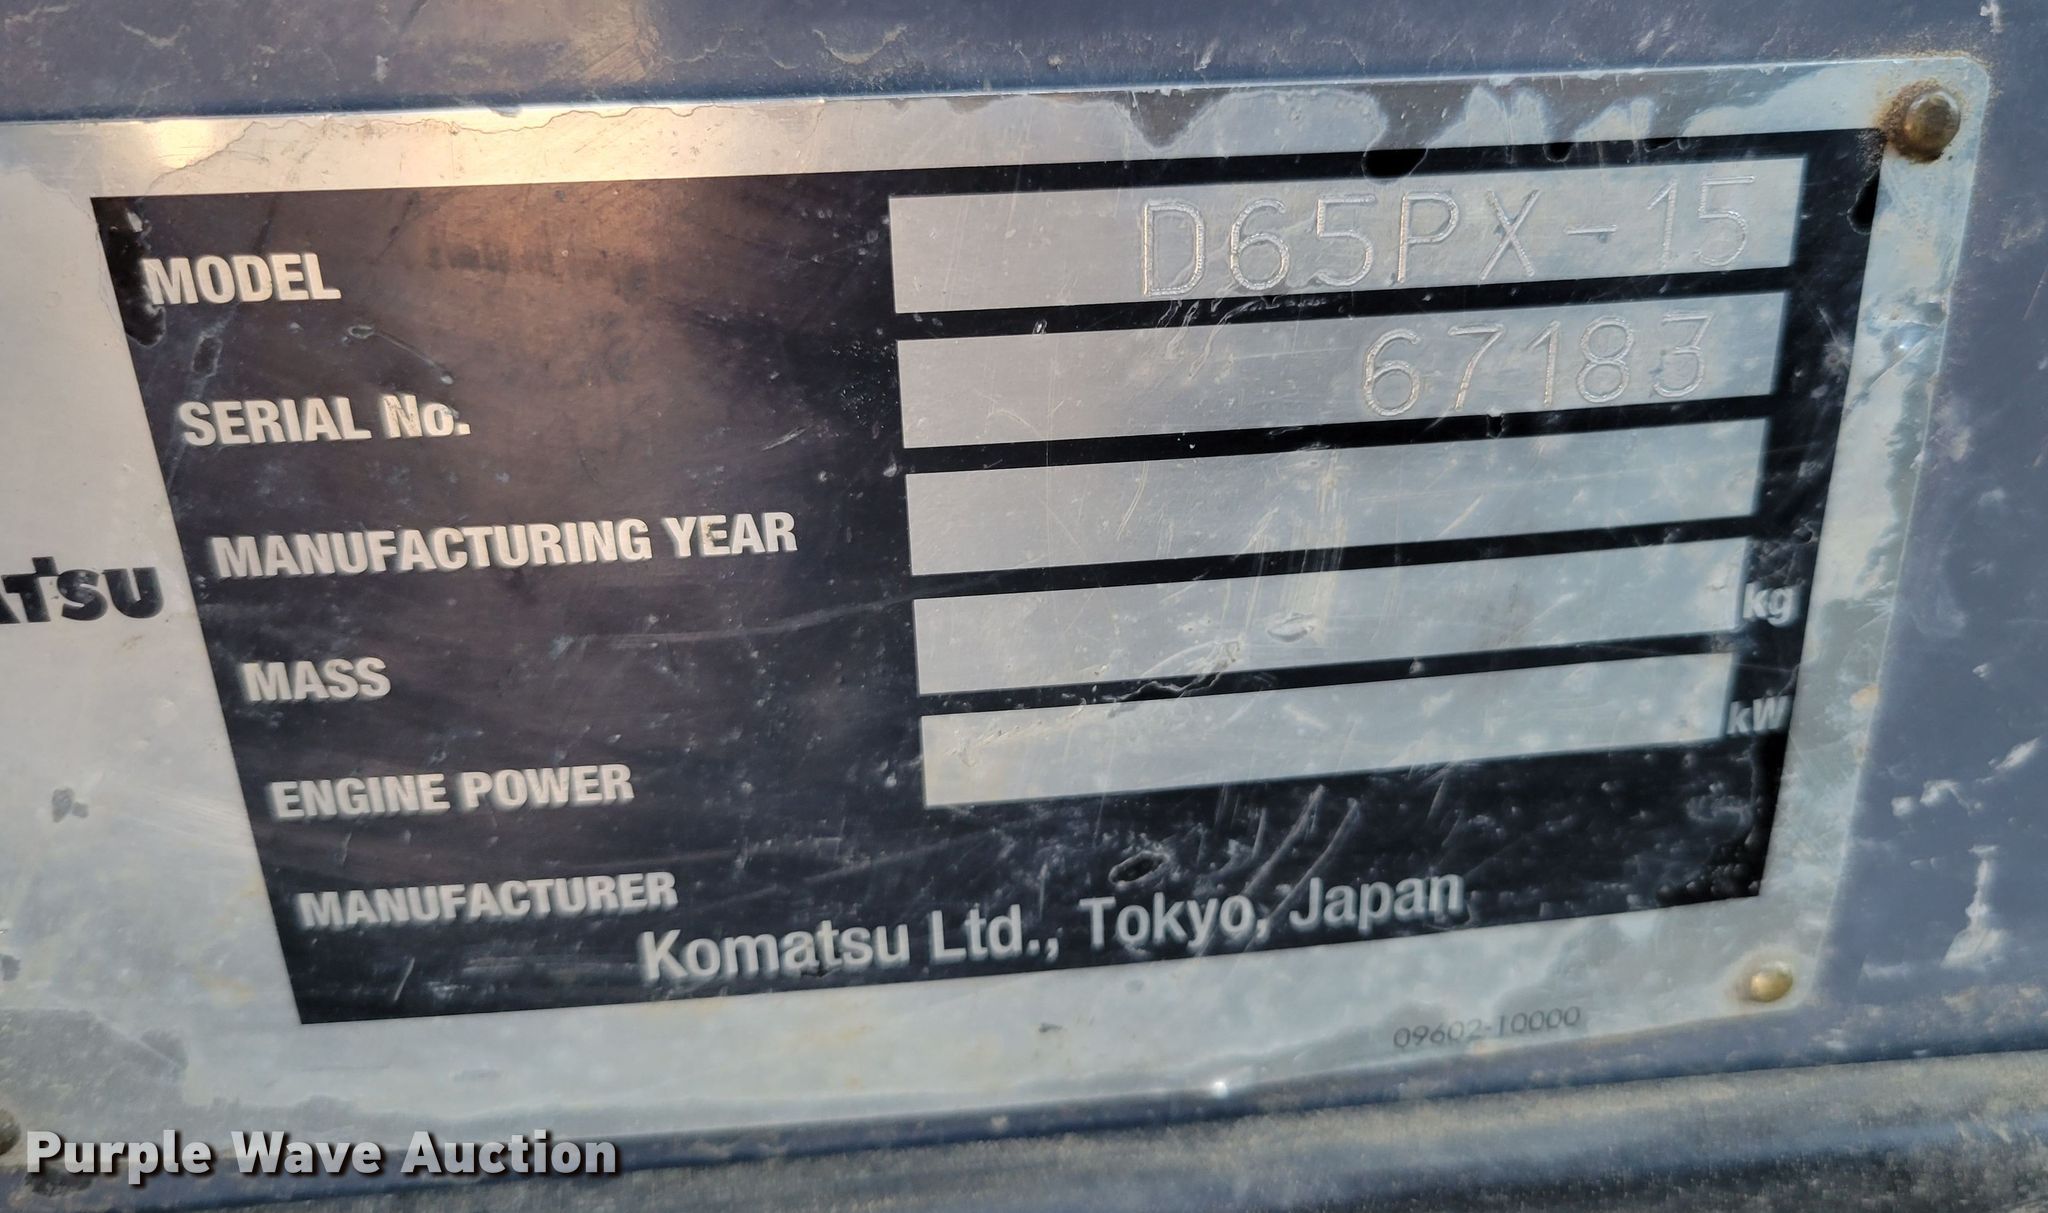 MODEL D65PX-15
SERIAL No. 67183
MANUFACTURING YEAR
ATSU
MASS kg
ENGINE POWER kW
MANUFACTURER
Komatsu Ltd., Tokyo, Japan
09602-10000
Purple Wave Auction